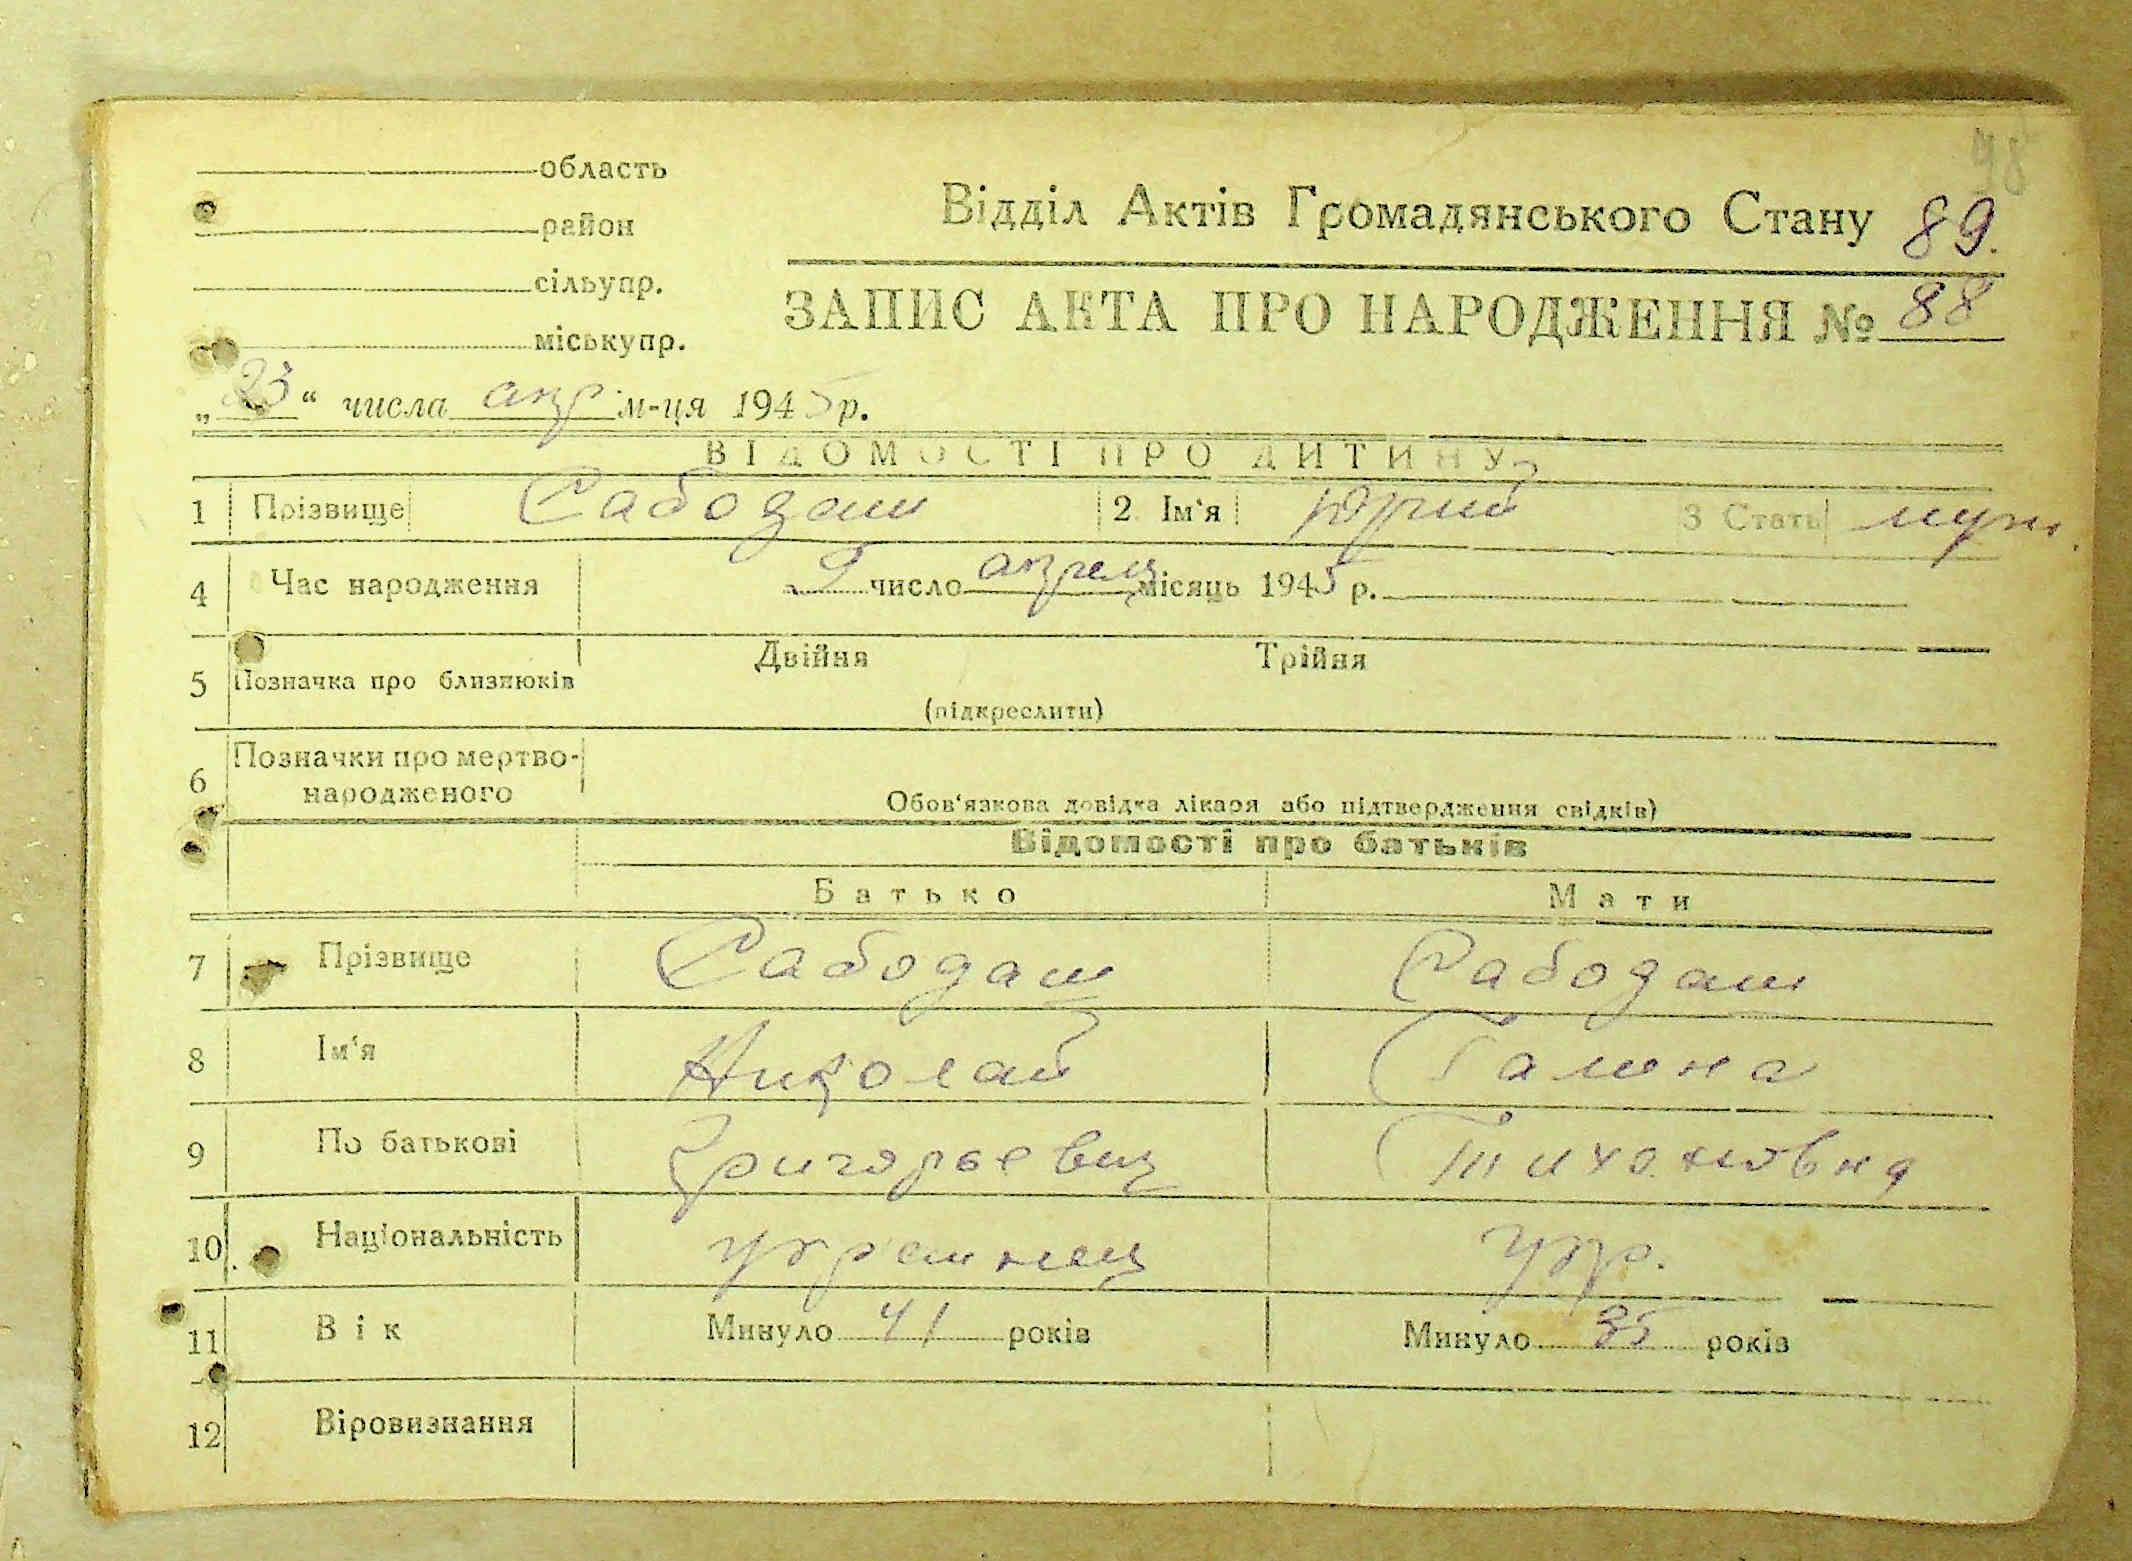 98
область
район
Відділ Актів Громадянського Стану 89.
сільупр.
ЗАПИС АКТА ПРО НАРОДЖЕННЯ № 88
міськупр.
„23“ числа апр м-ця 1945 р.
ВІДОМОСТІ ПРО ДИТИНУ
1 Прізвище Сабодаш 2. Ім'я Юрий 3 Стать муж.
4 Час народження число апреля місяць 1945 р.
Двійня Трійня
5 Позначка про близнюків
(підкреслити)
6 Позначки про мертво-
народженого
Обов'язкова довідка лікаря або підтвердження свідків)
Відомості про батьків
Батько Мати
7 Прізвище Сабодаш Сабодаш
8 Ім'я Николай Галина
9 По батькові Григорьевич Тихоновна
10. Національність украинец укр.
11 Вік Минуло 41 років Минуло 35 років
12 Віровизнання